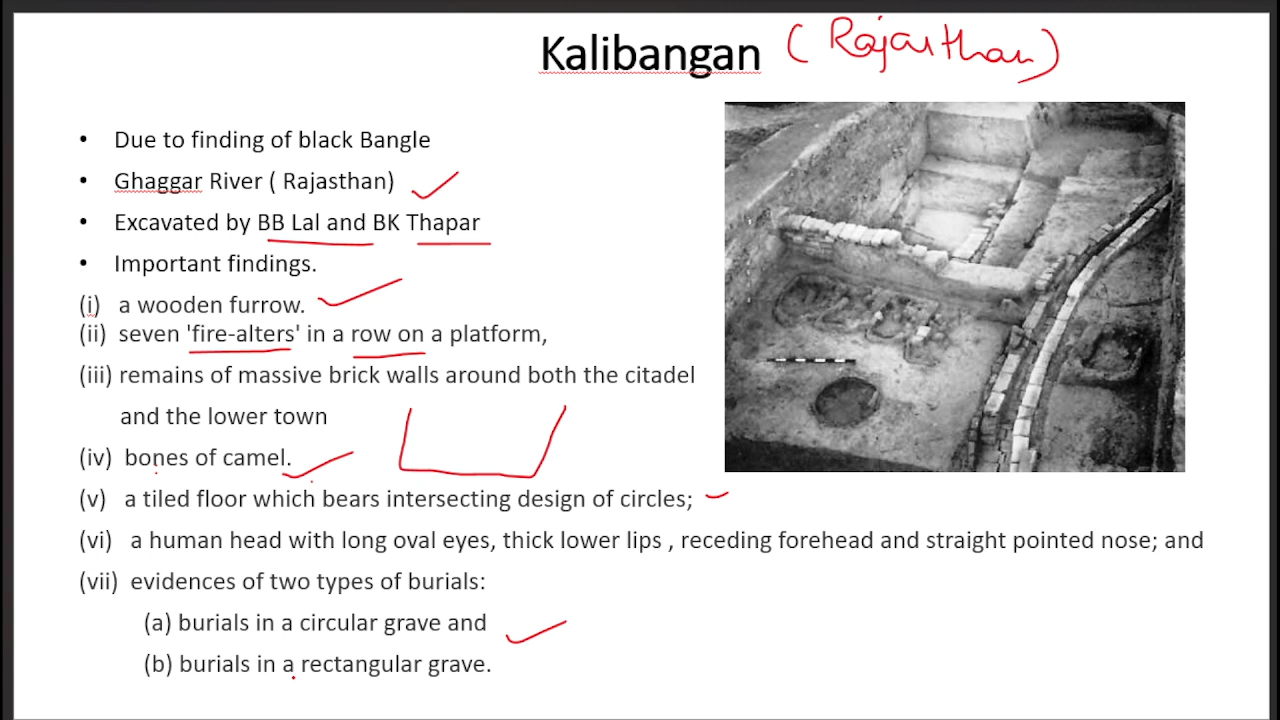 Kalibangan (Rajasthan)
• Due to finding of black Bangle
• Ghaggar River ( Rajasthan)
• Excavated by BB Lal and BK Thapar
• Important findings.
(i) a wooden furrow.
(ii) seven 'fire-alters' in a row on a platform,
(iii) remains of massive brick walls around both the citadel
and the lower town
(iv) bones of camel.
(v) a tiled floor which bears intersecting design of circles;
(vi) a human head with long oval eyes, thick lower lips , receding forehead and straight pointed nose; and
(vii) evidences of two types of burials:
(a) burials in a circular grave and
(b) burials in a rectangular grave.